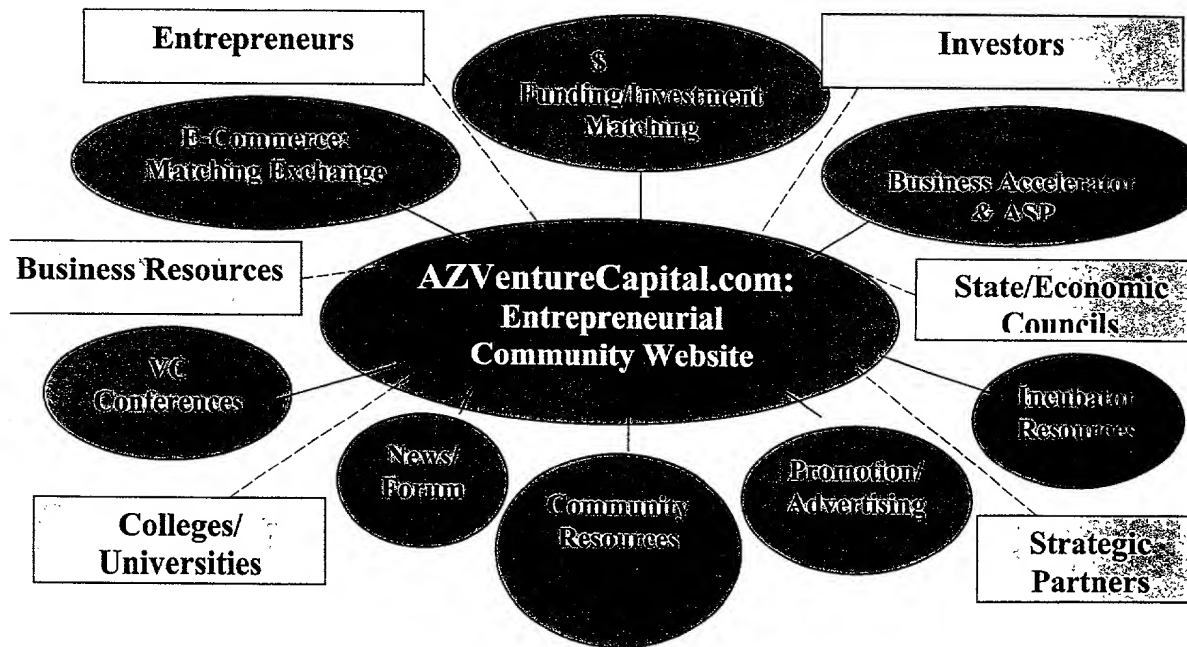 Entrepreneurs
$
Funding/Investment
Matching
Investors
E-Commerce:
Matching Exchange
Business Accelerator
& ASP
Business Resources
AZVentureCapital.com:
Entrepreneurial
Community Website
State/Economic
Councils
VC
Conferences
Incubator
Resources
News/
Forum
Community
Resources
Promotion/
Advertising
Colleges/
Universities
Strategic
Partners